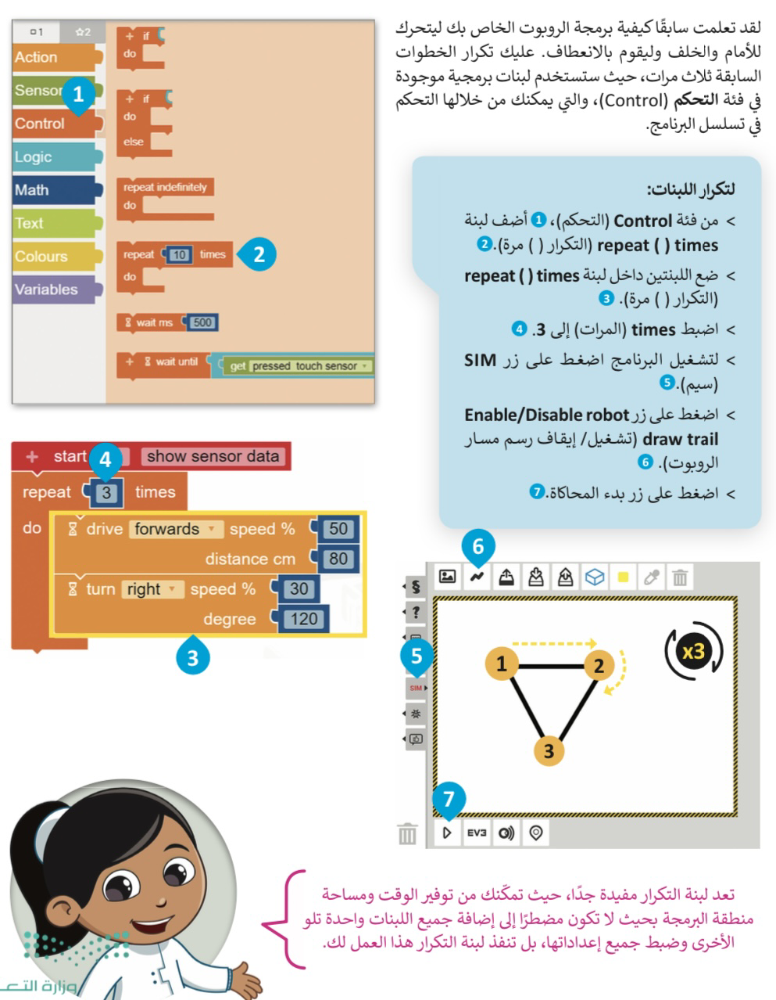 لقد تعلمت سابقًا كيفية برمجة الروبوت الخاص بك ليتحرك
للأمام والخلف وليقوم بالانعطاف. عليك تكرار الخطوات
السابقة ثلاث مرات، حيث ستستخدم لبنات برمجية موجودة
في فئة التحكم (Control)، والتي يمكنك من خلالها التحكم
في تسلسل البرنامج.
لتكرار اللبنات:
> من فئة Control (التحكم)، 1 أضف لبنة
repeat ( ) times (التكرار ( ) مرة). 2
> ضع اللبنتين داخل لبنة repeat ( ) times
(التكرار ( ) مرة). 3
> اضبط times (المرات) إلى 3. 4
> لتشغيل البرنامج اضغط على زر SIM
(سيم). 5
> اضغط على زر Enable/Disable robot
draw trail (تشغيل/ إيقاف رسم مسار
الروبوت). 6
> اضغط على زر بدء المحاكاة. 7
1 2
Action
Sensor
1
Control
Logic
Math
Text
Colours
Variables
+ if
do
+ if
do
else
repeat indefinitely
do
repeat 10 times
2
do
wait ms 500
+ wait until get pressed touch sensor
+ start show sensor data
4
repeat 3 times
do drive forwards speed % 50
distance cm 80
turn right speed % 30
degree 120
3
6
§
?
5
SIM
1 2
3
x3
7
EV3
تعد لبنة التكرار مفيدة جدًا، حيث تمكّنك من توفير الوقت ومساحة
منطقة البرمجة بحيث لا تكون مضطرًا إلى إضافة جميع اللبنات واحدة تلو
الأخرى وضبط جميع إعداداتها، بل تنفذ لبنة التكرار هذا العمل لك.
وزارة التعـ